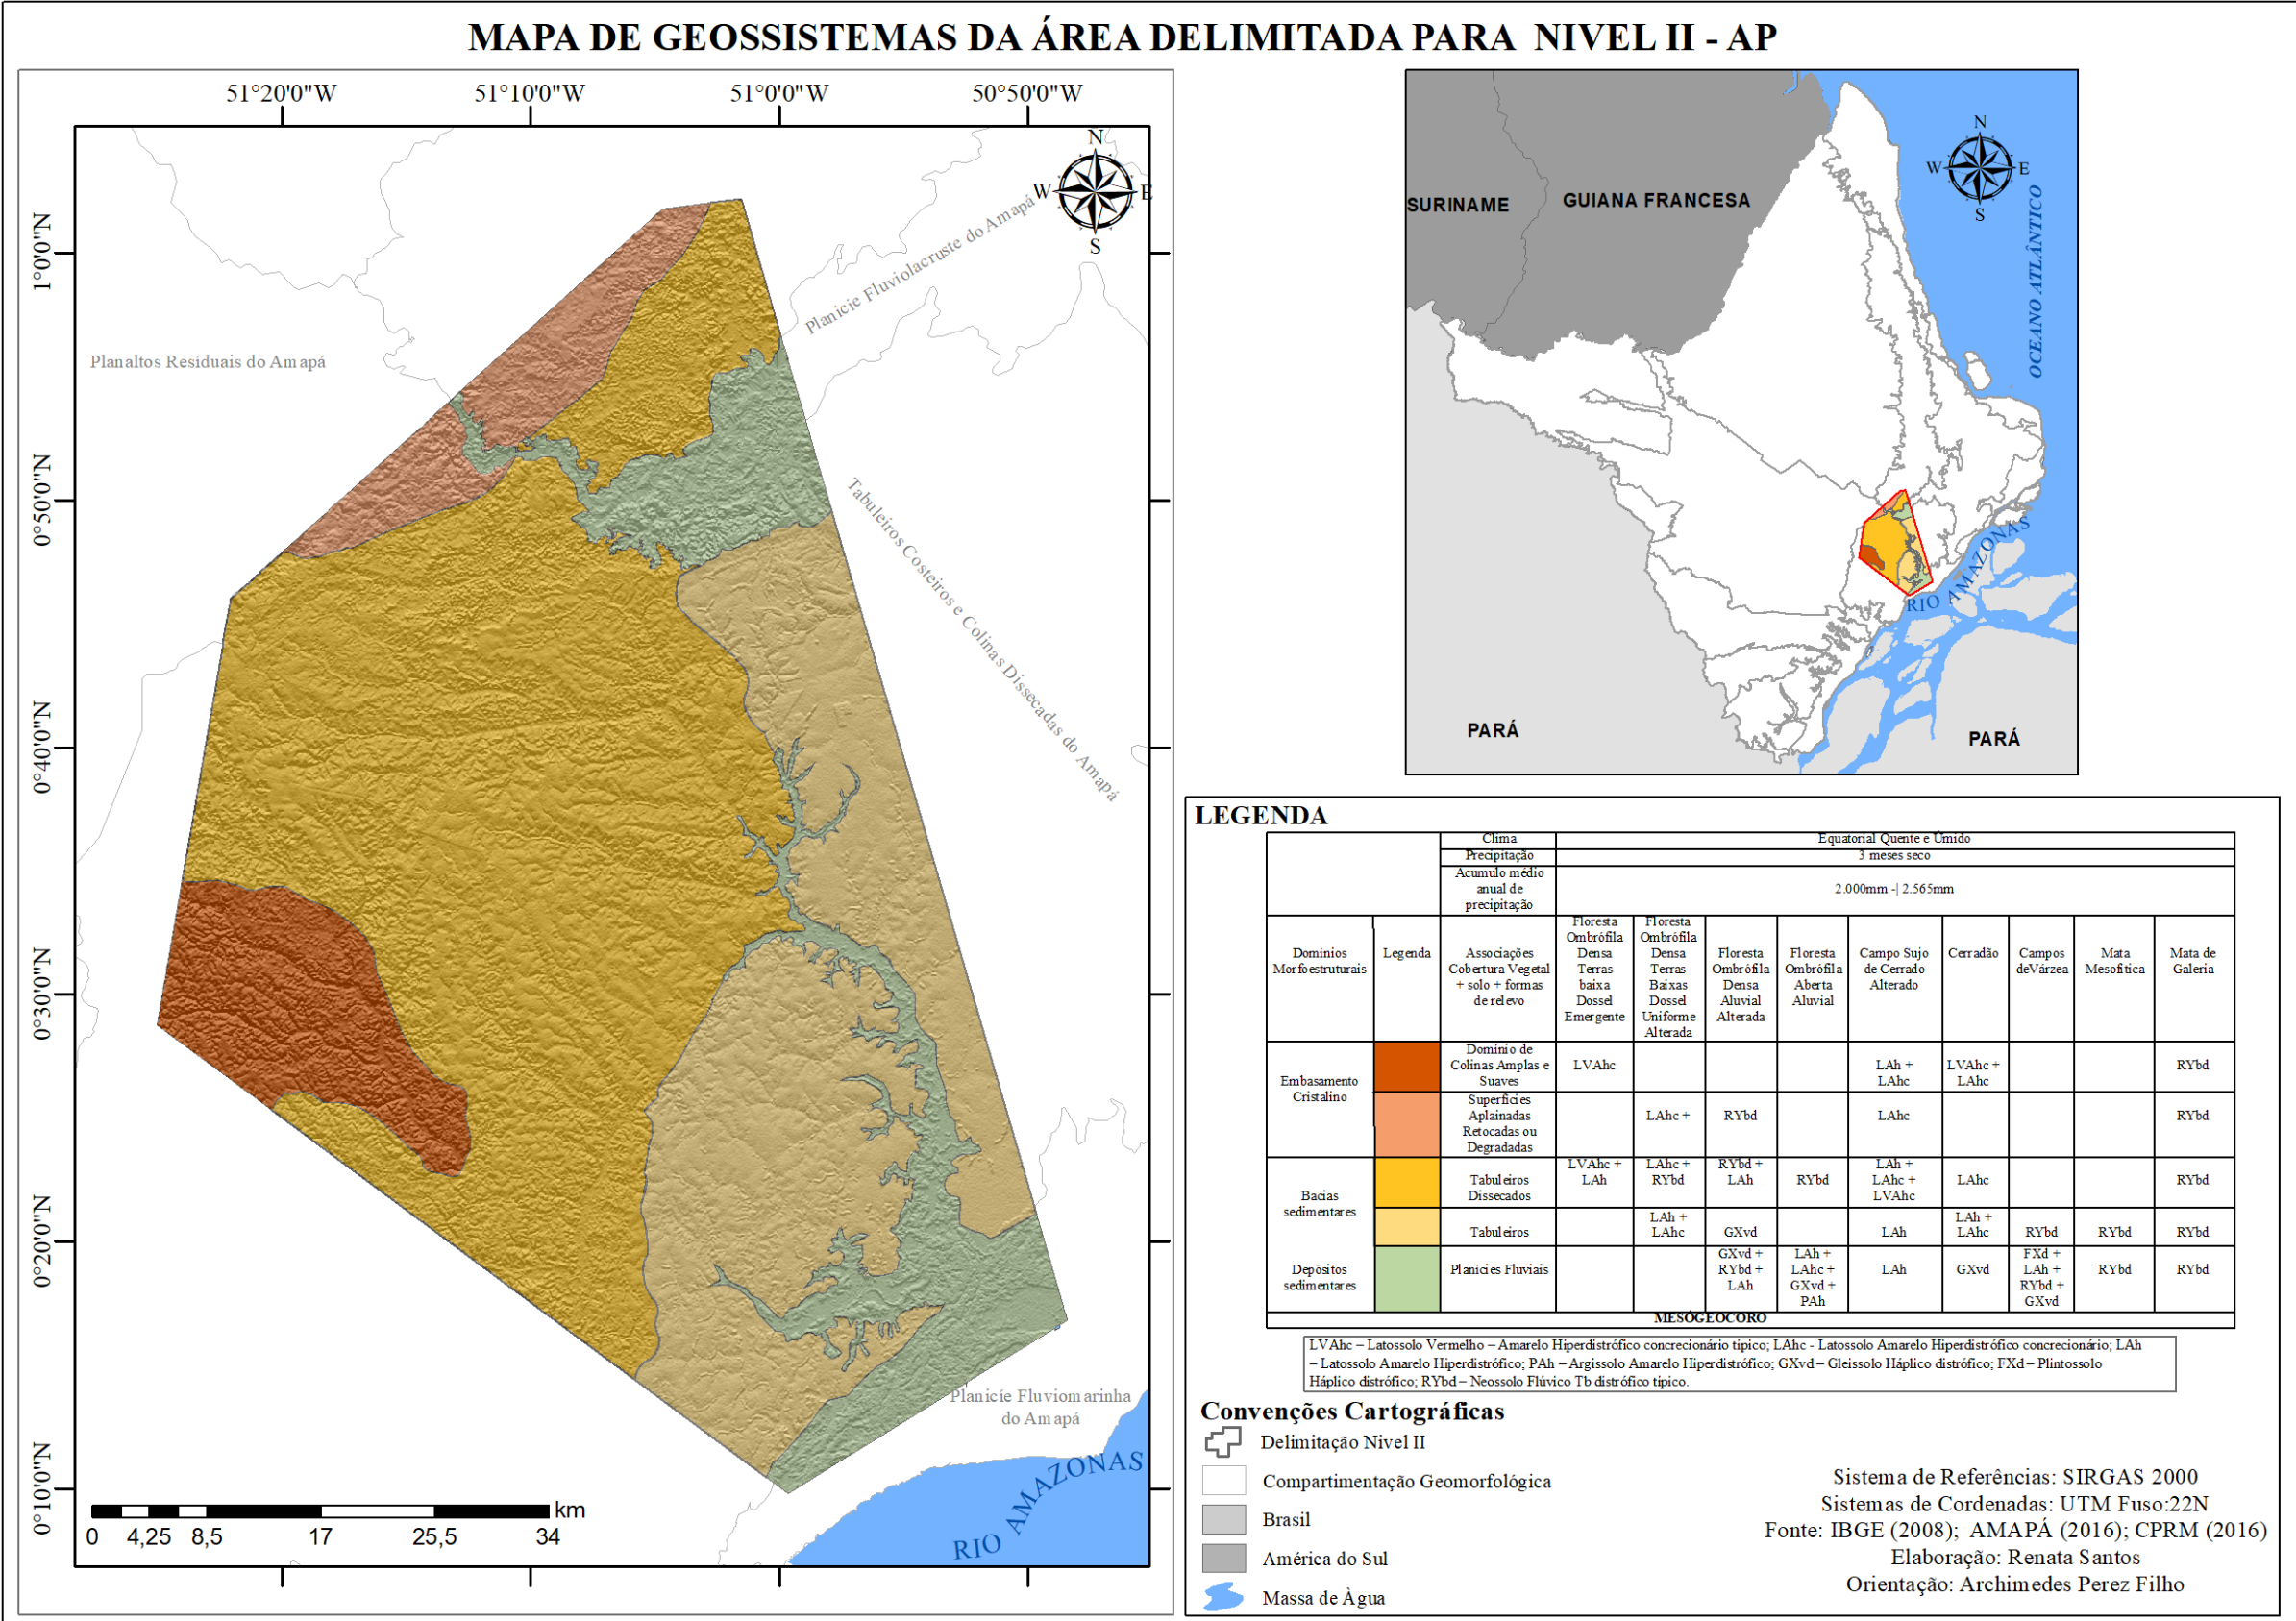 MAPA DE GEOSSISTEMAS DA ÁREA DELIMITADA PARA NIVEL II - AP
51°20'0"W 51°10'0"W 51°0'0"W 50°50'0"W
1°0'0"N
0°50'0"N
0°40'0"N
0°30'0"N
0°20'0"N
0°10'0"N
N
W E
S
Planaltos Resíduais do Amapá
Planície Fluviolacruste do Amapá
Tabuleiros Costeiros e Colinas Dissecadas do Amapá
Planície Fluviomarinha
do Amapá
RIO AMAZONAS
km
0 4,25 8,5 17 25,5 34
SURINAME
GUIANA FRANCESA
N
W E
S
OCEANO ATLÂNTICO
RIO AMAZONAS
PARÁ
PARÁ
LEGENDA
Clima
Equatorial Quente e Úmido
Precipitação
3 meses seco
Acumulo médio
anual de
precipitação
2.000mm -| 2.565mm
Dominios
Morfoestruturais
Legenda
Associações
Cobertura Vegetal
+ solo + formas
de relevo
Floresta
Ombrófila
Densa
Terras
baixa
Dossel
Emergente
Floresta
Ombrófila
Densa
Terras
Baixas
Dossel
Uniforme
Alterada
Floresta
Ombrófila
Densa
Aluvial
Alterada
Floresta
Ombrófila
Aberta
Aluvial
Campo Sujo
de Cerrado
Alterado
Cerradão
Campos
deVárzea
Mata
Mesofitica
Mata de
Galeria
Embasamento
Cristalino
Dominio de
Colinas Amplas e
Suaves
LVAhc
LAh +
LAhc
LVAhc +
LAhc
RYbd
Superfícies
Aplainadas
Retocadas ou
Degradadas
LAhc +
RYbd
LAhc
RYbd
Bacias
sedimentares
Tabuleiros
Dissecados
LVAhc +
LAh
LAhc +
RYbd
RYbd +
LAh
RYbd
LAh +
LAhc +
LVAhc
LAhc
RYbd
Tabuleiros
LAh +
LAhc
GXvd
LAh
LAh +
LAhc
RYbd
RYbd
RYbd
Depósitos
sedimentares
Planicies Fluviais
GXvd +
RYbd +
LAh
LAh +
LAhc +
GXvd +
PAh
LAh
GXvd
FXd +
LAh +
RYbd +
GXvd
RYbd
RYbd
MESOGEOCORO
LVAhc – Latossolo Vermelho – Amarelo Hiperdistrófico concrecionário tipico; LAhc - Latossolo Amarelo Hiperdistrófico concrecionário; LAh
– Latossolo Amarelo Hiperdistrófico; PAh – Argissolo Amarelo Hiperdistrófico; GXvd – Gleissolo Háplico distrófico; FXd – Plintossolo
Háplico distrófico; RYbd – Neossolo Flúvico Tb distrófico tipico.
Convenções Cartográficas
Delimitação Nivel II
Compartimentação Geomorfológica
Brasil
América do Sul
Massa de Àgua
Sistema de Referências: SIRGAS 2000
Sistemas de Cordenadas: UTM Fuso:22N
Fonte: IBGE (2008); AMAPÁ (2016); CPRM (2016)
Elaboração: Renata Santos
Orientação: Archimedes Perez Filho